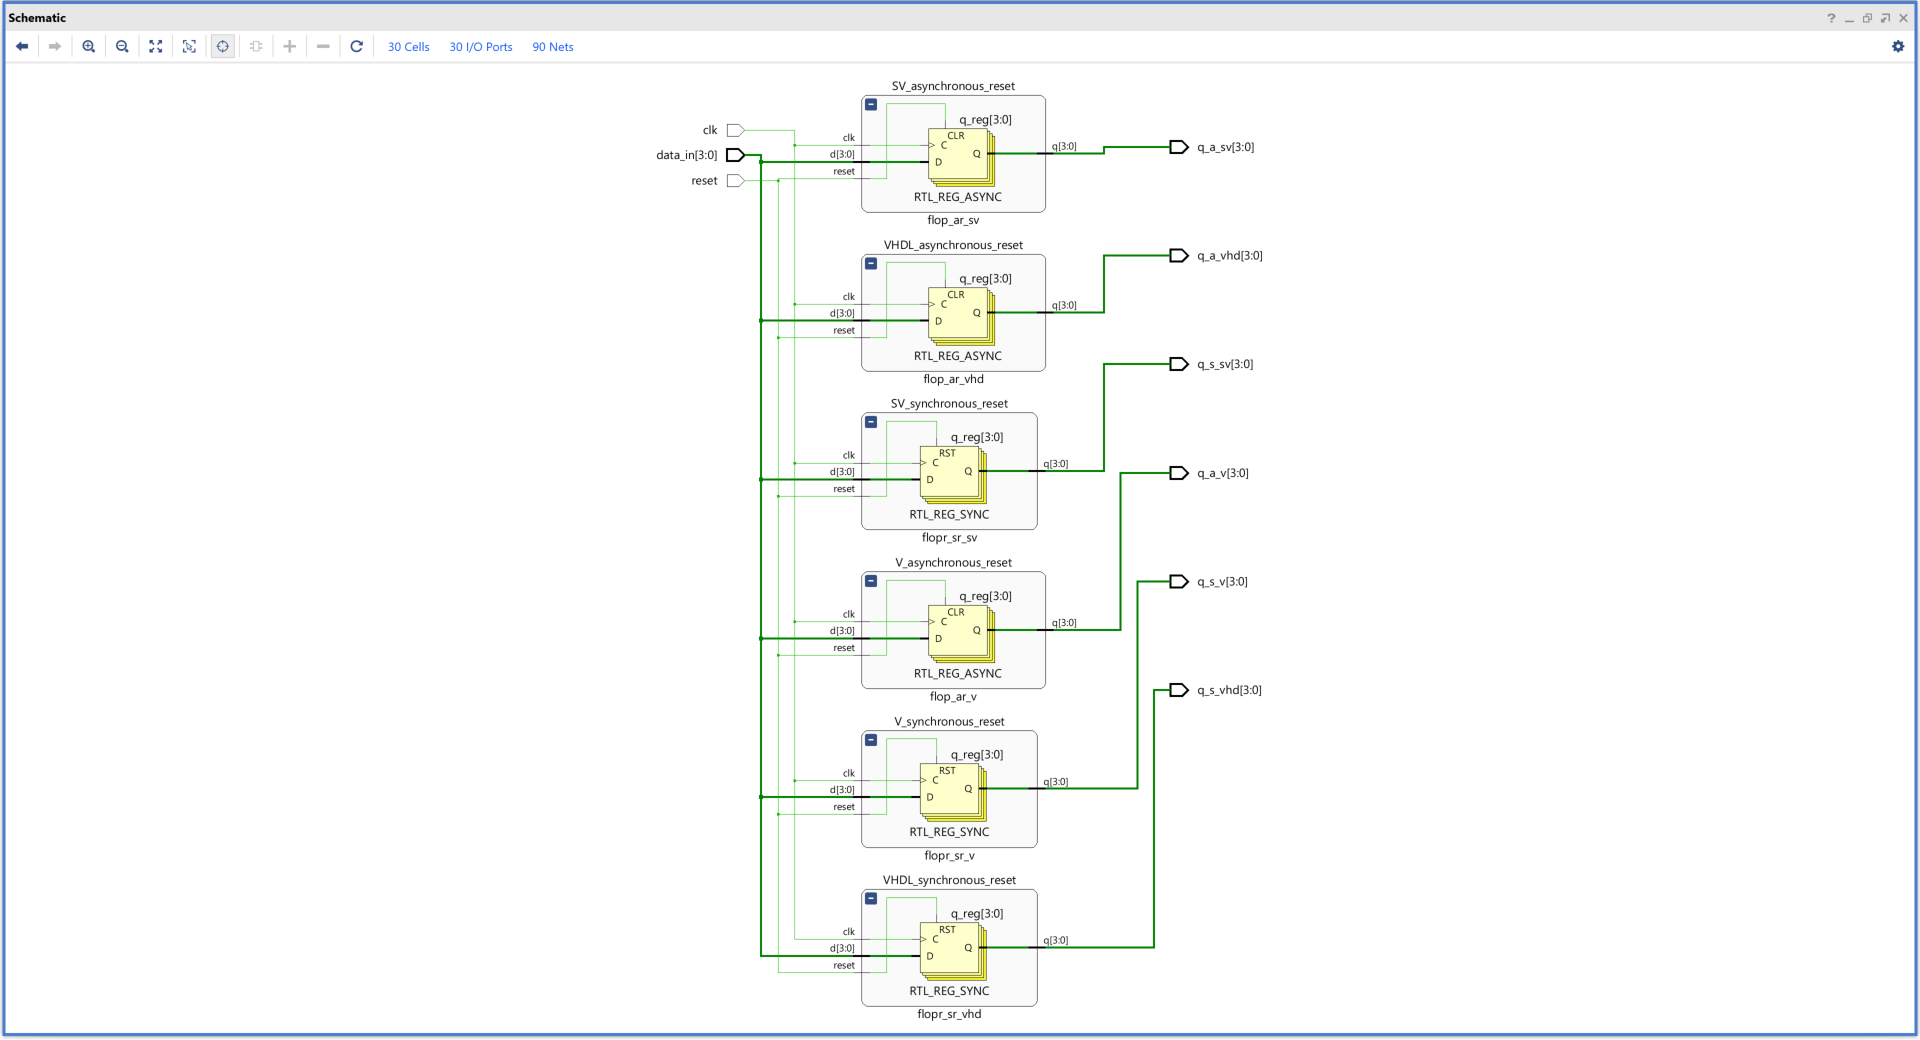 Schematic
30 Cells 30 I/O Ports 90 Nets
clk
data_in[3:0]
reset
SV_asynchronous_reset
q_reg[3:0]
clk
d[3:0]
reset
CLR
C
D
Q
q[3:0]
RTL_REG_ASYNC
flop_ar_sv
q_a_sv[3:0]
VHDL_asynchronous_reset
q_reg[3:0]
clk
d[3:0]
reset
CLR
C
D
Q
q[3:0]
RTL_REG_ASYNC
flop_ar_vhd
q_a_vhd[3:0]
SV_synchronous_reset
q_reg[3:0]
clk
d[3:0]
reset
RST
C
D
Q
q[3:0]
RTL_REG_SYNC
flopr_sr_sv
q_s_sv[3:0]
V_asynchronous_reset
q_reg[3:0]
clk
d[3:0]
reset
CLR
C
D
Q
q[3:0]
RTL_REG_ASYNC
flop_ar_v
q_a_v[3:0]
V_synchronous_reset
q_reg[3:0]
clk
d[3:0]
reset
RST
C
D
Q
q[3:0]
RTL_REG_SYNC
flopr_sr_v
q_s_v[3:0]
VHDL_synchronous_reset
q_reg[3:0]
clk
d[3:0]
reset
RST
C
D
Q
q[3:0]
RTL_REG_SYNC
flopr_sr_vhd
q_s_vhd[3:0]